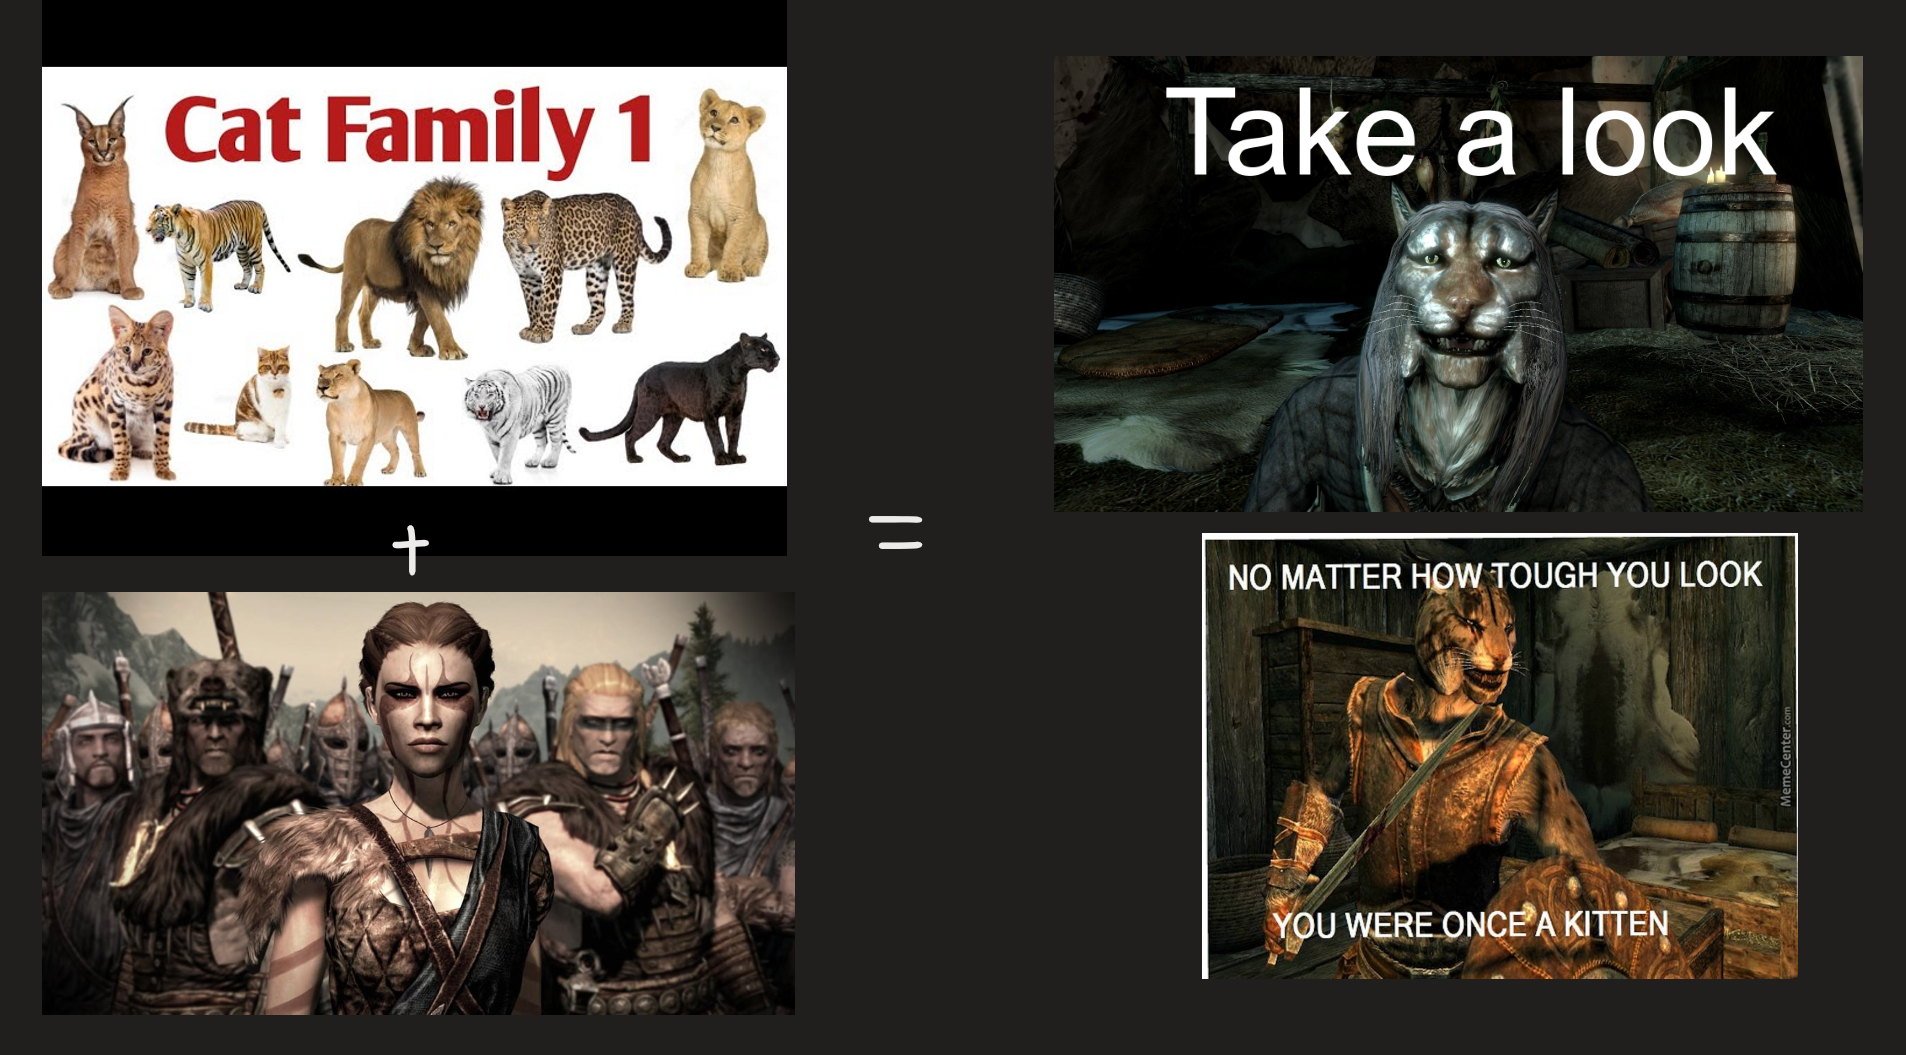 Cat Family 1
+
=
Take a look
NO MATTER HOW TOUGH YOU LOOK
YOU WERE ONCE A KITTEN
MemeCenter.com